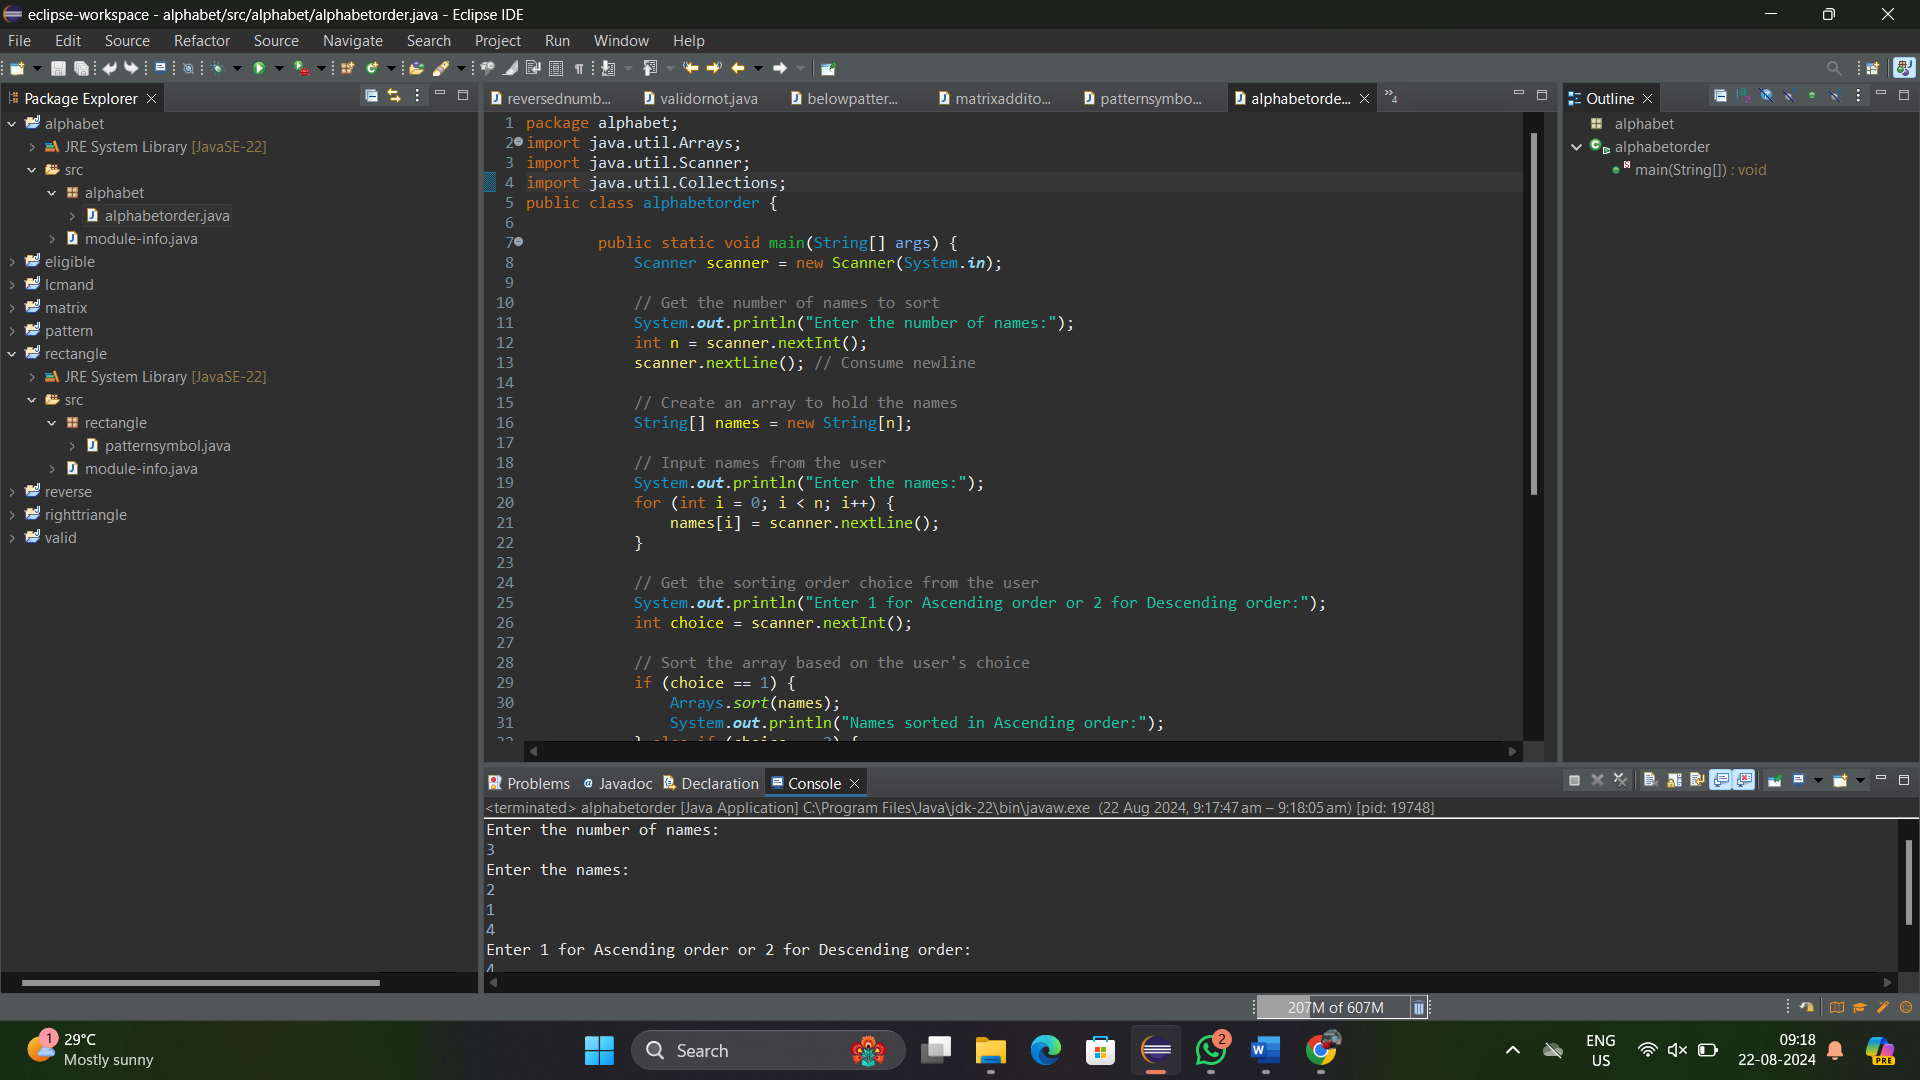 eclipse-workspace - alphabet/src/alphabet/alphabetorder.java - Eclipse IDE
File Edit Source Refactor Source Navigate Search Project Run Window Help
Package Explorer
alphabet
JRE System Library [JavaSE-22]
src
alphabet
alphabetorder.java
module-info.java
eligible
lcmand
matrix
pattern
rectangle
JRE System Library [JavaSE-22]
src
rectangle
patternsymbol.java
module-info.java
reverse
righttriangle
valid
reversednumb... validornot.java belowpatter... matrixaddito... patternsymbo... alphabetorde... 4
1 package alphabet;
2 import java.util.Arrays;
3 import java.util.Scanner;
4 import java.util.Collections;
5 public class alphabetorder {
6
7 public static void main(String[] args) {
8 Scanner scanner = new Scanner(System.in);
9
10 // Get the number of names to sort
11 System.out.println("Enter the number of names:");
12 int n = scanner.nextInt();
13 scanner.nextLine(); // Consume newline
14
15 // Create an array to hold the names
16 String[] names = new String[n];
17
18 // Input names from the user
19 System.out.println("Enter the names:");
20 for (int i = 0; i < n; i++) {
21 names[i] = scanner.nextLine();
22 }
23
24 // Get the sorting order choice from the user
25 System.out.println("Enter 1 for Ascending order or 2 for Descending order:");
26 int choice = scanner.nextInt();
27
28 // Sort the array based on the user's choice
29 if (choice == 1) {
30 Arrays.sort(names);
31 System.out.println("Names sorted in Ascending order:");
Outline
alphabet
alphabetorder
main(String[]) : void
Problems Javadoc Declaration Console
<terminated> alphabetorder [Java Application] C:\Program Files\Java\jdk-22\bin\javaw.exe (22 Aug 2024, 9:17:47 am – 9:18:05 am) [pid: 19748]
Enter the number of names:
3
Enter the names:
2
1
4
Enter 1 for Ascending order or 2 for Descending order:
4
207M of 607M
1
29°C
Mostly sunny
Search
2
ENG
US
09:18
22-08-2024
PRE